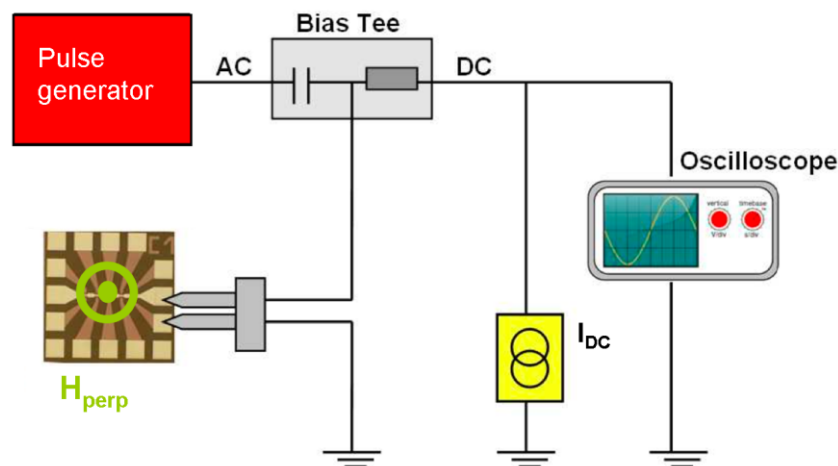 Bias Tee
Pulse
generator
AC
DC
Oscilloscope
vertical
timebase
V/div
s/div
I_DC
H_perp